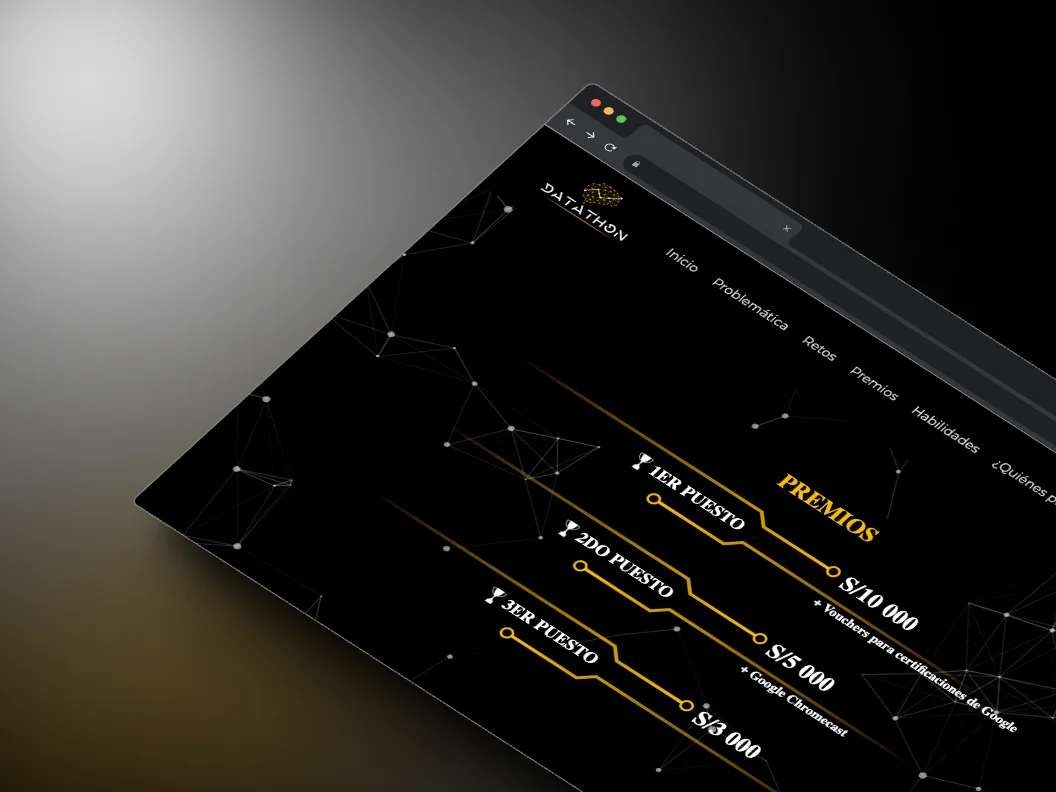 DATATHON
Inicio Problemática Retos Premios Habilidades ¿Quiénes
PREMIOS
1ER PUESTO
S/10 000
+ Vouchers para certificaciones de Google
2DO PUESTO
S/5 000
+ Google Chromecast
3ER PUESTO
S/3 000